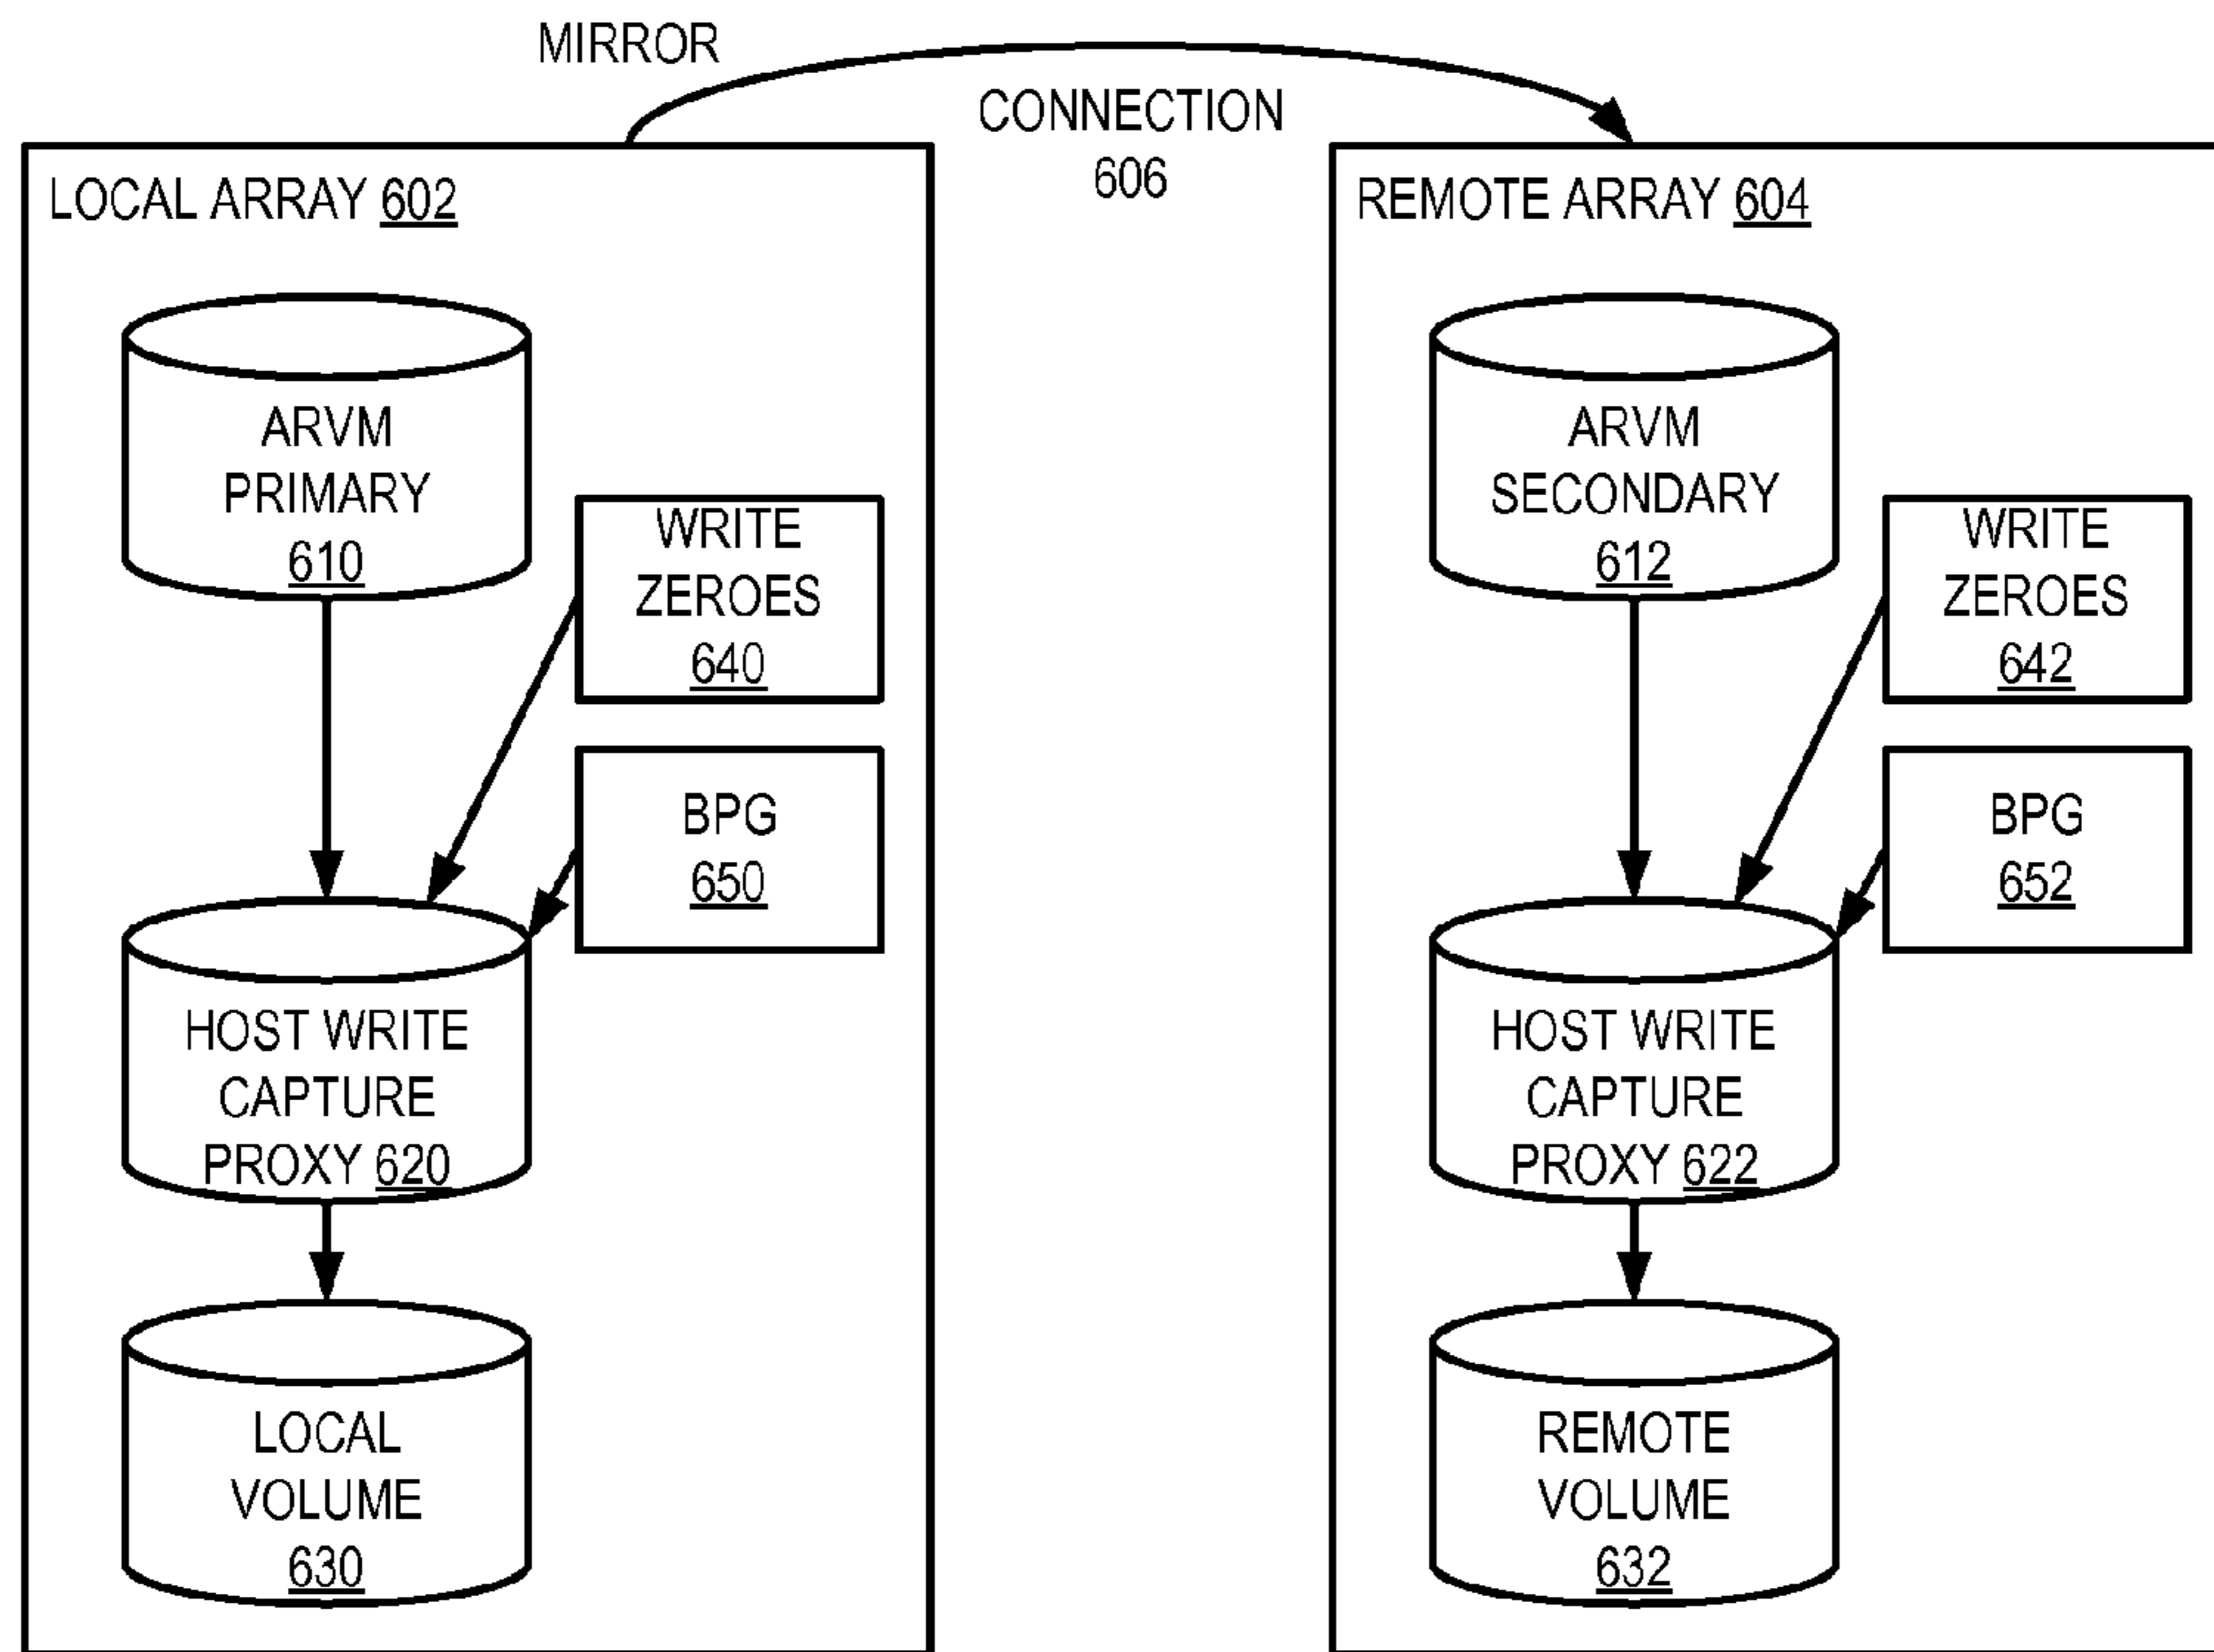 MIRROR
CONNECTION
606
LOCAL ARRAY 602
ARVM
PRIMARY
610
WRITE
ZEROES
640
BPG
650
HOST WRITE
CAPTURE
PROXY 620
LOCAL
VOLUME
630
REMOTE ARRAY 604
ARVM
SECONDARY
612
WRITE
ZEROES
642
BPG
652
HOST WRITE
CAPTURE
PROXY 622
REMOTE
VOLUME
632